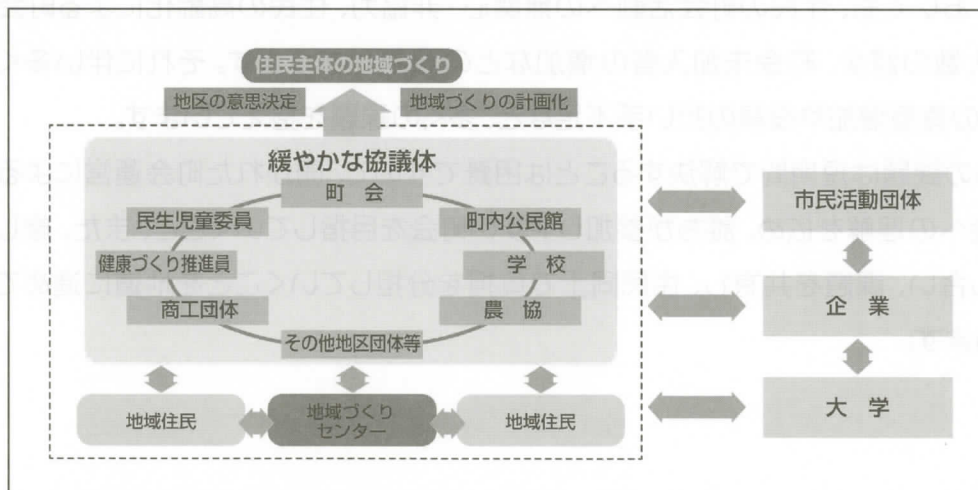 住民主体の地域づくり
地区の意思決定
地域づくりの計画化
緩やかな協議体
町 会
民生児童委員
町内公民館
健康づくり推進員
学 校
商工団体
農 協
その他地区団体等
地域住民
地域づくり
センター
地域住民
市民活動団体
企 業
大 学